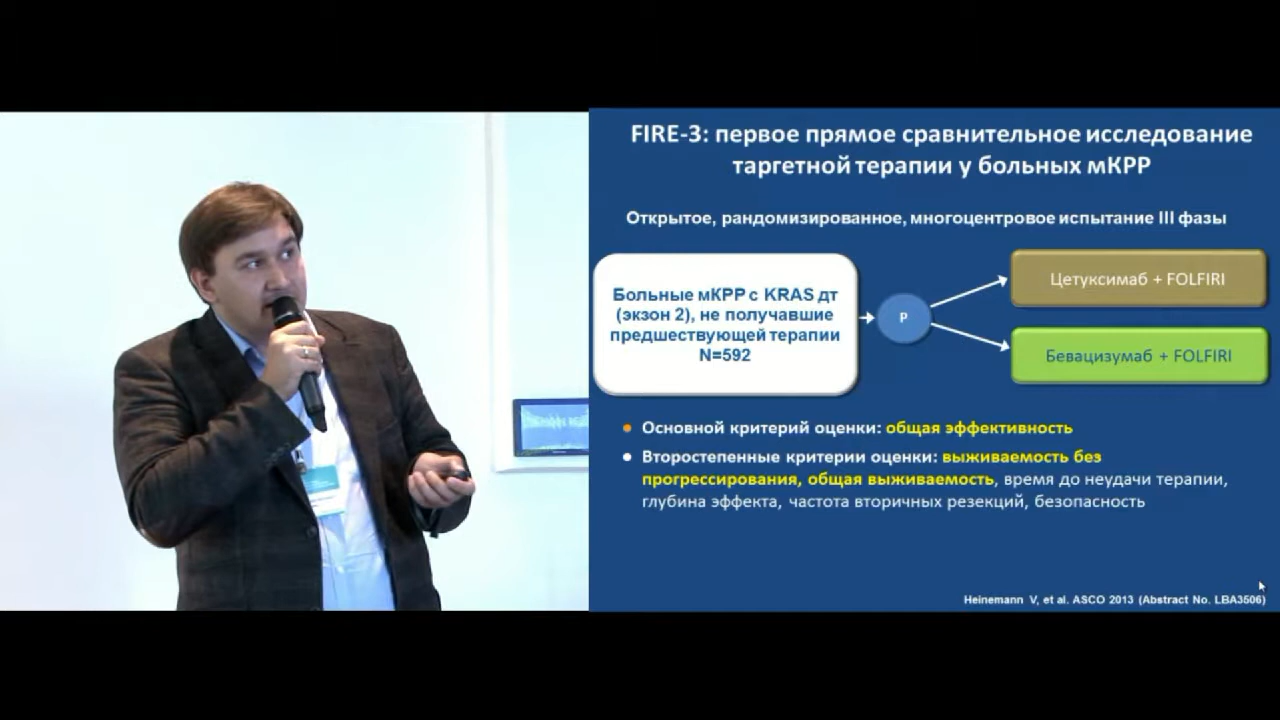 FIRE-3: первое прямое сравнительное исследование
таргетной терапии у больных мКРР
Открытое, рандомизированное, многоцентровое испытание III фазы
Больные мКРР с KRAS дт
(экзон 2), не получавшие
предшествующей терапии
N=592
Р
Цетуксимаб + FOLFIRI
Бевацизумаб + FOLFIRI
Основной критерий оценки: общая эффективность
Второстепенные критерии оценки: выживаемость без
прогрессирования, общая выживаемость, время до неудачи терапии,
глубина эффекта, частота вторичных резекций, безопасность
Heinemann V, et al. ASCO 2013 (Abstract No. LBA3506)